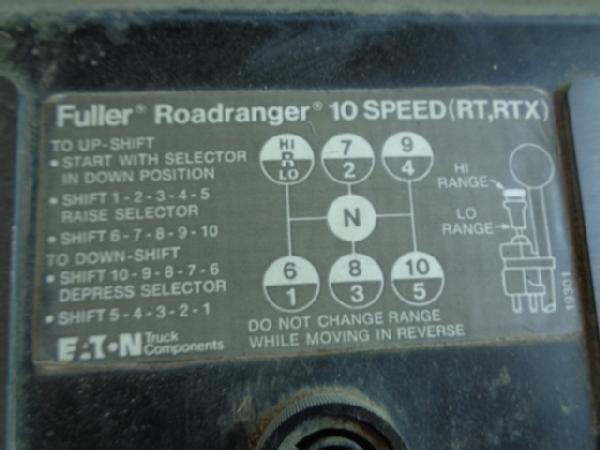 Fuller® Roadranger® 10 SPEED (RT,RTX)
TO UP-SHIFT
• START WITH SELECTOR
IN DOWN POSITION
• SHIFT 1-2-3-4-5
RAISE SELECTOR
• SHIFT 6-7-8-9-10
TO DOWN-SHIFT
• SHIFT 10-9-8-7-6
DEPRESS SELECTOR
• SHIFT 5-4-3-2-1
EATON Truck
Components
HI
R
LO
7
2
9
4
N
6
1
8
3
10
5
DO NOT CHANGE RANGE
WHILE MOVING IN REVERSE
HI
RANGE
LO
RANGE
19301